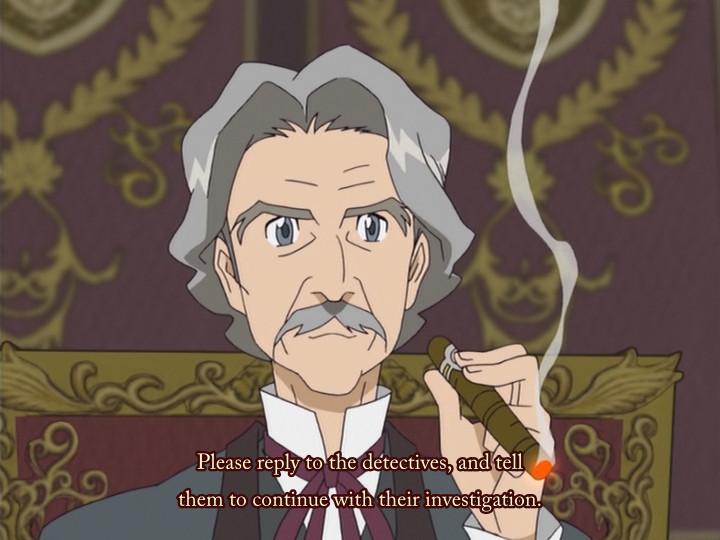 Please reply to the detectives, and tell
them to continue with their investigation.